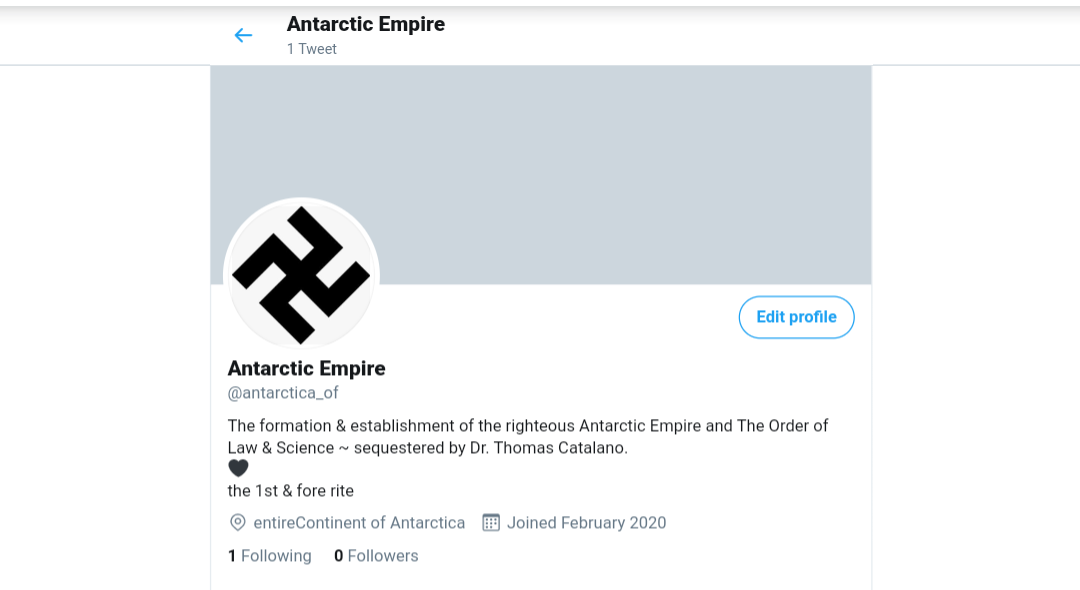 Antarctic Empire
1 Tweet
Edit profile
Antarctic Empire
@antarctica_of
The formation & establishment of the righteous Antarctic Empire and The Order of
Law & Science ~ sequestered by Dr. Thomas Catalano.
🖤
the 1st & fore rite
entireContinent of Antarctica Joined February 2020
1 Following 0 Followers